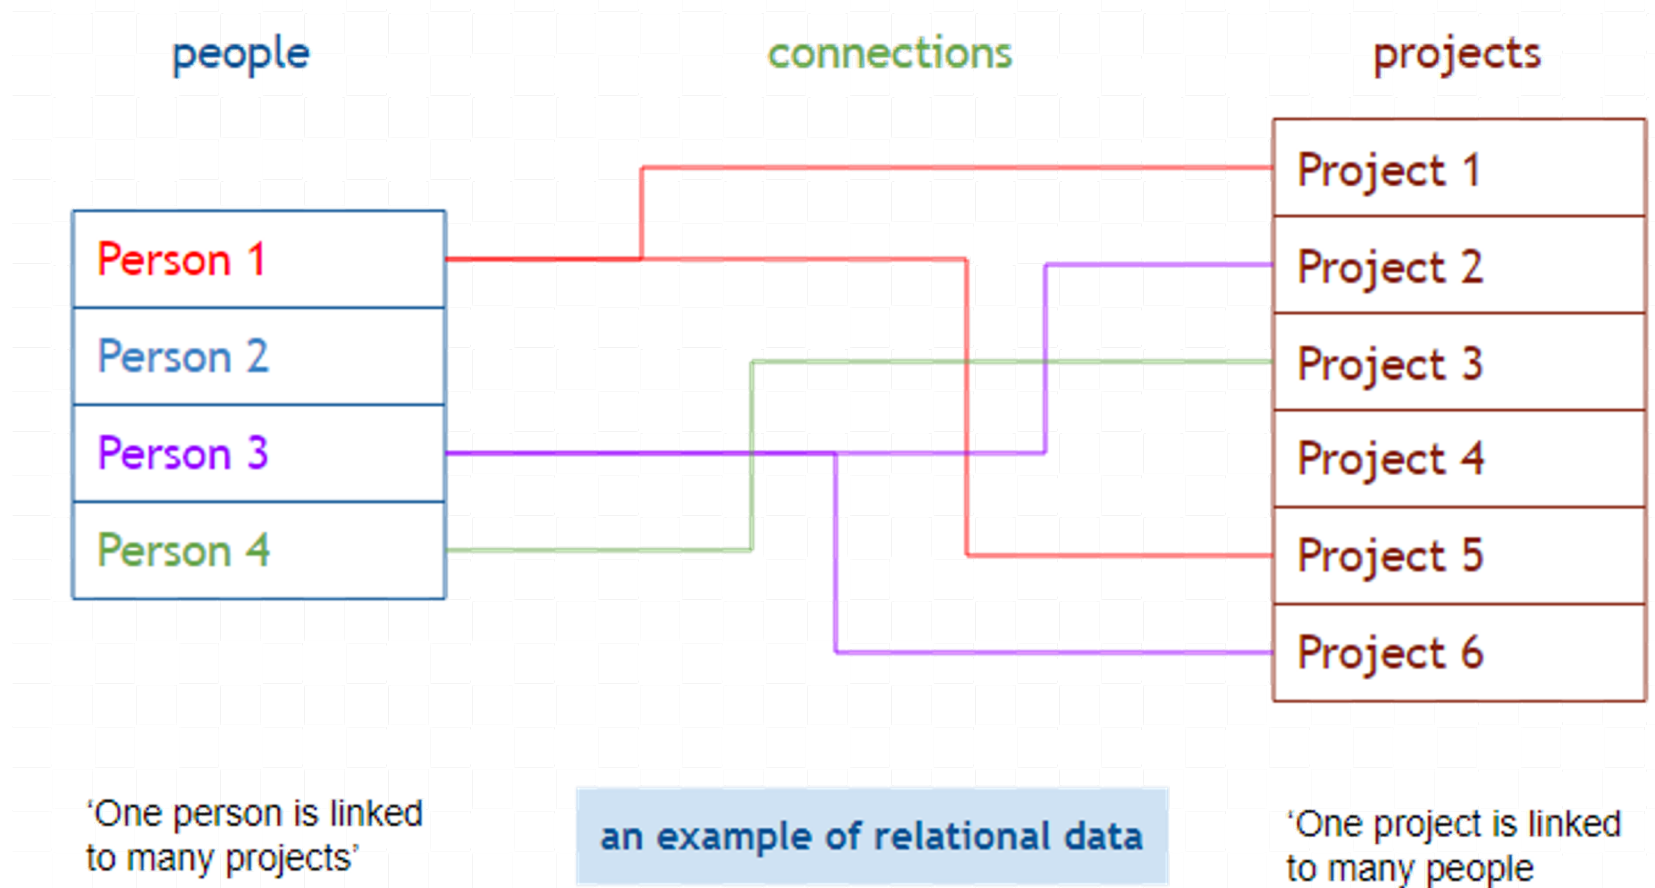 people
connections
projects
Person 1
Person 2
Person 3
Person 4
Project 1
Project 2
Project 3
Project 4
Project 5
Project 6
‘One person is linked
to many projects’
an example of relational data
‘One project is linked
to many people